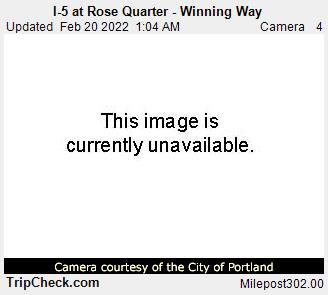 I-5 at Rose Quarter - Winning Way
Updated Feb 20 2022 1:04 AM Camera 4
This image is
currently unavailable.
Camera courtesy of the City of Portland
TripCheck.com Milepost302.00